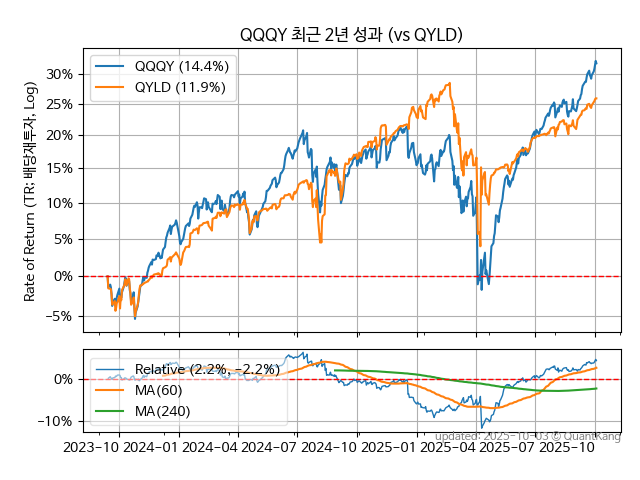 QQQY 최근 2년 성과 (vs QYLD)
Rate of Return (TR: 배당재투자, Log)
30%
25%
20%
15%
10%
5%
0%
−5%
QQQY (14.4%)
QYLD (11.9%)
0%
−10%
Relative (2.2%, −2.2%)
MA(60)
MA(240)
2023-10 2024-01 2024-04 2024-07 2024-10 2025-01 2025-04 2025-07 2025-10
updated: 2025-10-03 © QuantKang